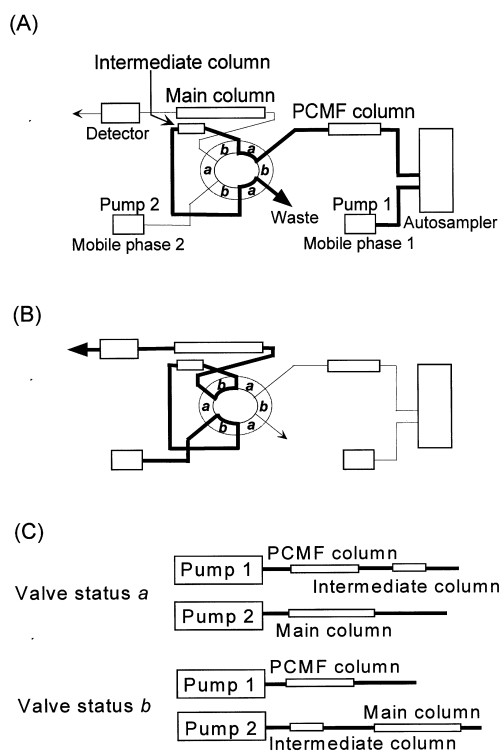 (A)
Intermediate column
Main column
PCMF column
Detector
b a
a b
b a
Pump 2
Mobile phase 2
Waste
Pump 1
Mobile phase 1
Autosampler
(B)
b a
a b
b a
(C)
Valve status a
Pump 1
PCMF column
Intermediate column
Pump 2
Main column
Valve status b
Pump 1
PCMF column
Pump 2
Main column
Intermediate column